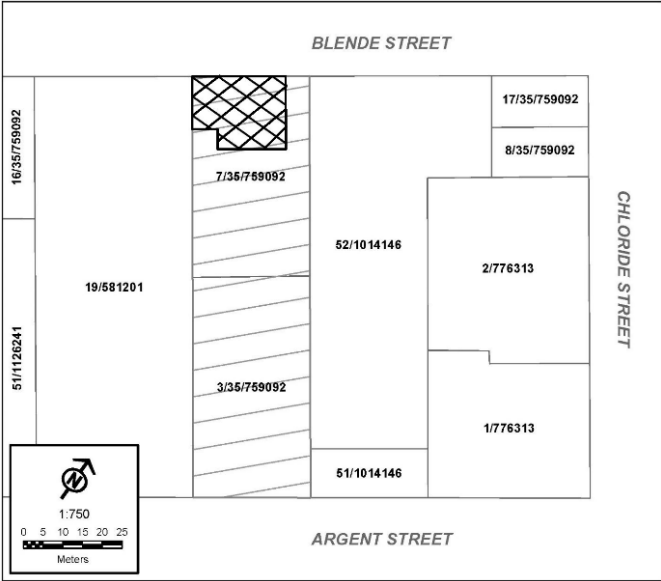 BLENDE STREET
16/35/759092
17/35/759092
8/35/759092
7/35/759092
CHLORIDE STREET
52/1014146
2/776313
19/581201
51/1126241
3/35/759092
1/776313
51/1014146
N
1:750
0 5 10 15 20 25
Meters
ARGENT STREET